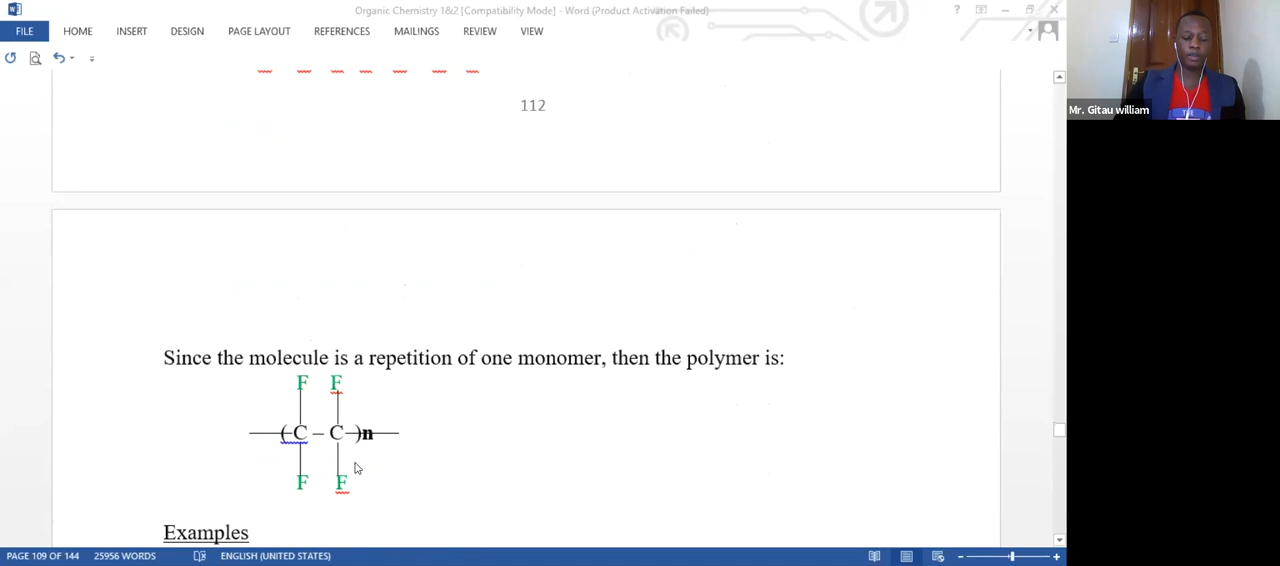 Organic Chemistry 1&2 [Compatibility Mode] - Word (Product Activation Failed)
FILE HOME INSERT DESIGN PAGE LAYOUT REFERENCES MAILINGS REVIEW VIEW
Mr. Gitau william
112
Since the molecule is a repetition of one monomer, then the polymer is:
F F
( C – C )n
F F
Examples
PAGE 109 OF 144 25956 WORDS ENGLISH (UNITED STATES)